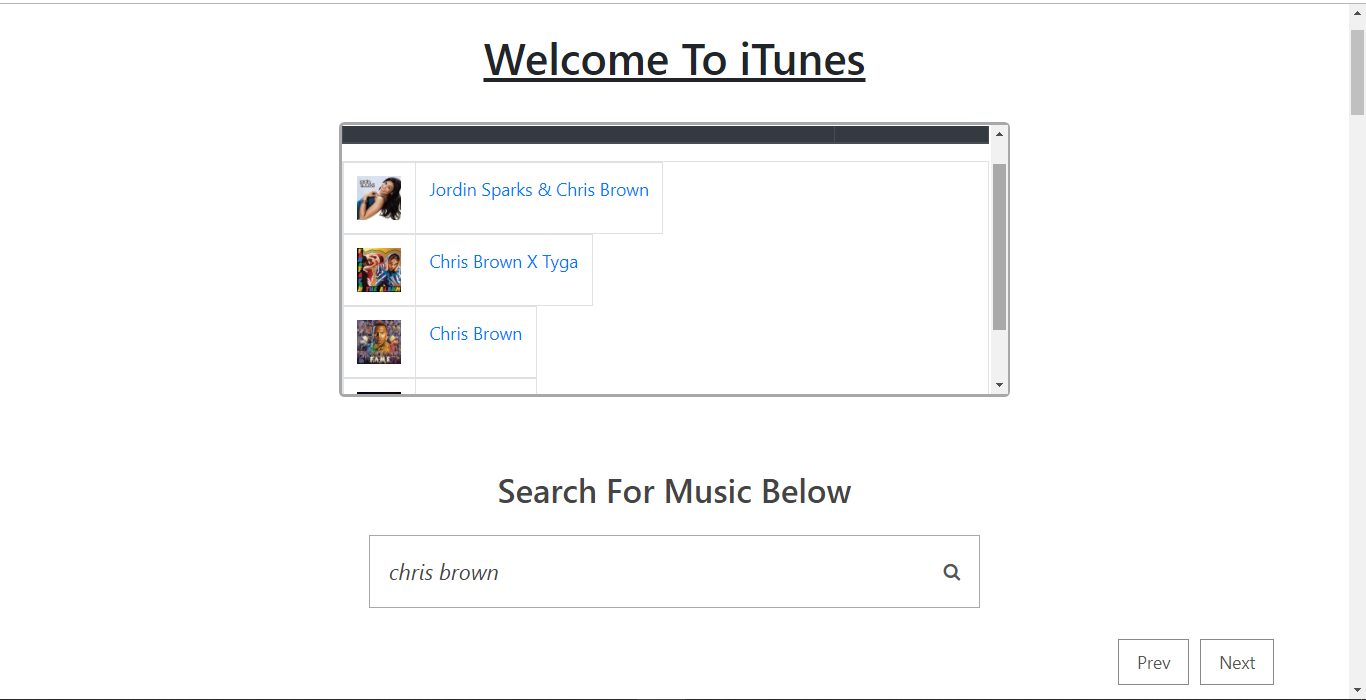 Welcome To iTunes
Jordin Sparks & Chris Brown
Chris Brown X Tyga
Chris Brown
Search For Music Below
chris brown
Prev Next